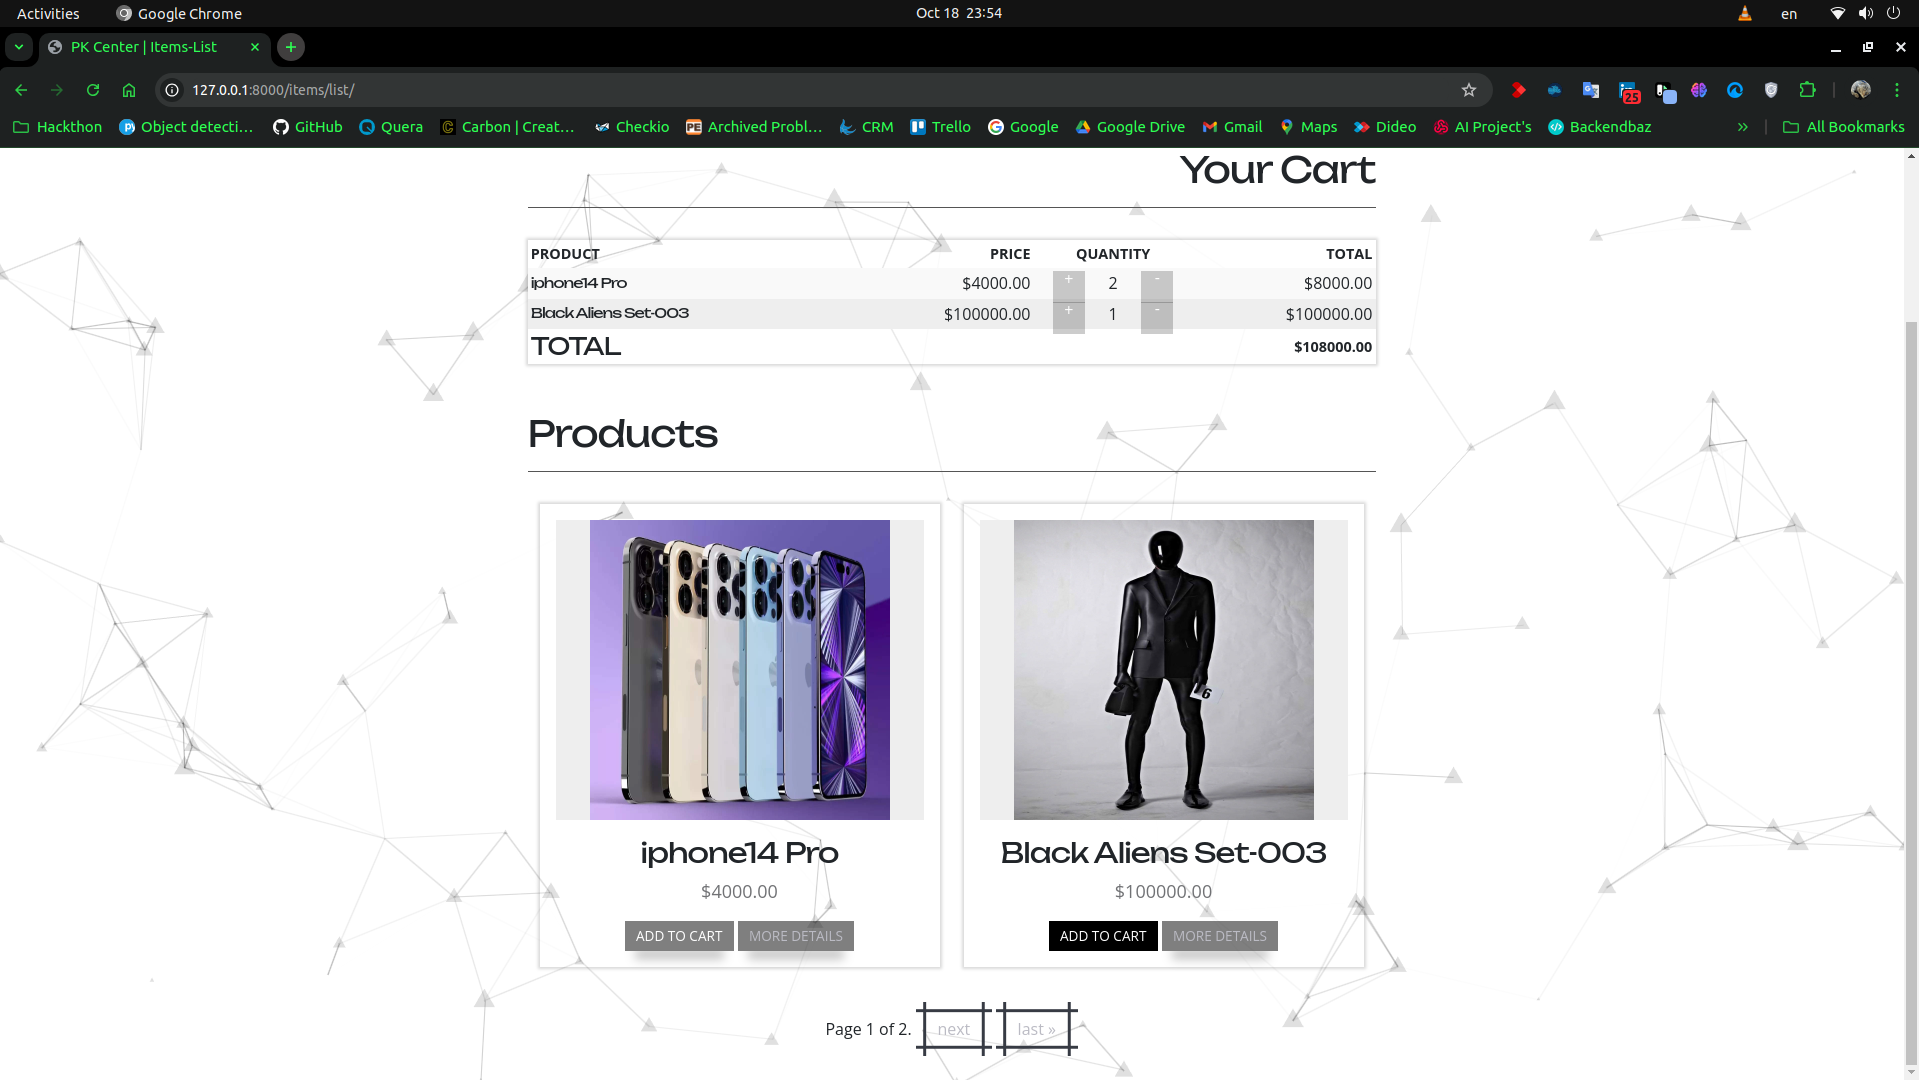 Activities Google Chrome Oct 18 23:54 en
PK Center | Items-List
127.0.0.1:8000/items/list/
25
Hackthon Object detecti... GitHub Quera Carbon | Creat... Checkio Archived Probl... CRM Trello Google Google Drive Gmail Maps Dideo AI Project's Backendbaz » All Bookmarks
Your Cart
PRODUCT PRICE QUANTITY TOTAL
iphone14 Pro $4000.00 + 2 - $8000.00
Black Aliens Set-003 $100000.00 + 1 - $100000.00
TOTAL $108000.00
Products
6
iphone14 Pro
$4000.00
ADD TO CART MORE DETAILS
Black Aliens Set-003
$100000.00
ADD TO CART MORE DETAILS
Page 1 of 2. next last »